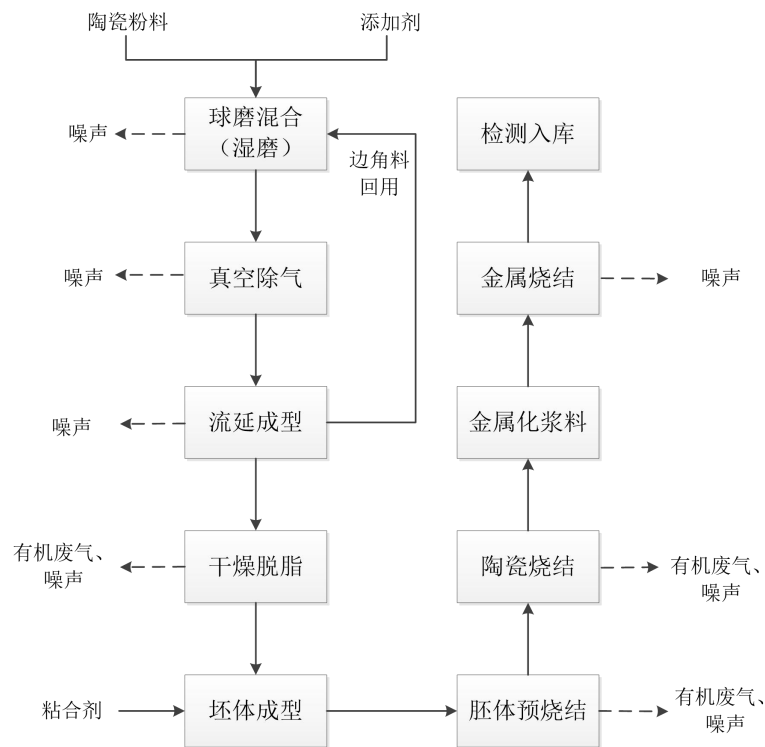 陶瓷粉料
添加剂
噪声
球磨混合
（湿磨）
边角料
回用
检测入库
噪声
真空除气
金属烧结
噪声
噪声
流延成型
金属化浆料
有机废气、
噪声
干燥脱脂
陶瓷烧结
有机废气、
噪声
粘合剂
坯体成型
胚体预烧结
有机废气、
噪声